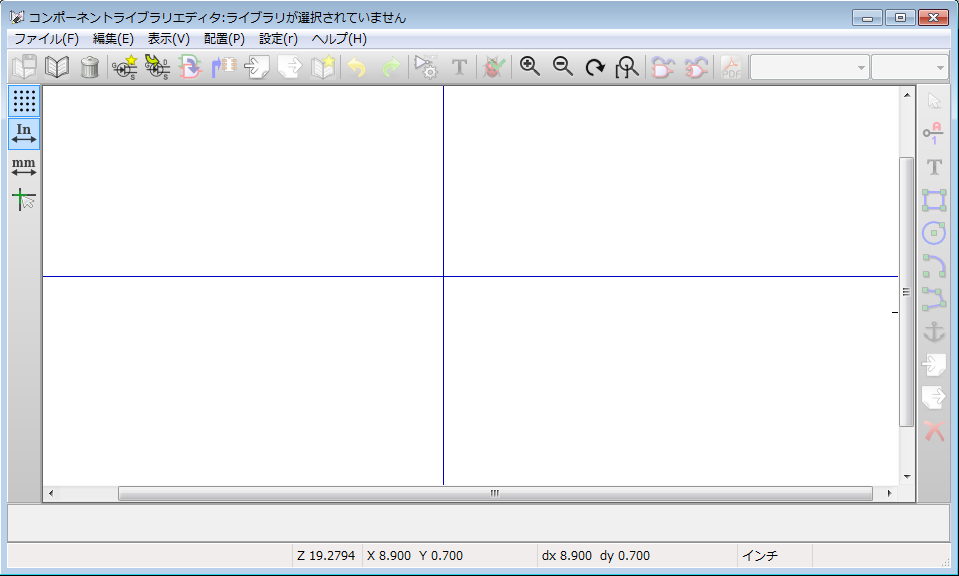 コンポーネントライブラリエディタ:ライブラリが選択されていません
ファイル(F) 編集(E) 表示(V) 配置(P) 設定(r) ヘルプ(H)
T PDF
In
mm
A
1
T
Z 19.2794 X 8.900 Y 0.700 dx 8.900 dy 0.700 インチ